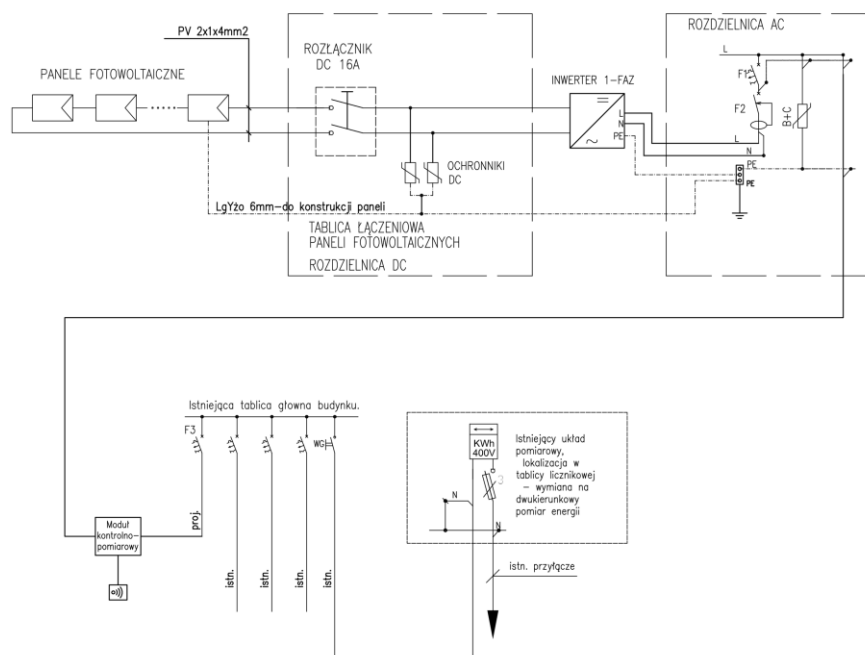 PV 2x1x4mm2
PANELE FOTOWOLTAICZNE
ROZŁĄCZNIK
DC 16A
OCHRONNIKI
DC
LgYżo 6mm-do konstrukcji paneli
TABLICA ŁĄCZENIOWA
PANELI FOTOWOLTAICZNYCH
ROZDZIELNICA DC
INWERTER 1-FAZ
L
N
PE
ROZDZIELNICA AC
L
F1
F2
B+C
L
N
PE
PE
Istniejąca tablica głowna budynku.
F3
WG
proj.
istn.
istn.
istn.
istn.
Moduł
kontrolno-
pomiarowy
KWh
400V
3
N
N
Istniejący układ
pomiarowy,
lokalizacja w
tablicy licznikowej
- wymiana na
dwukierunkowy
pomiar energii
istn. przyłącze